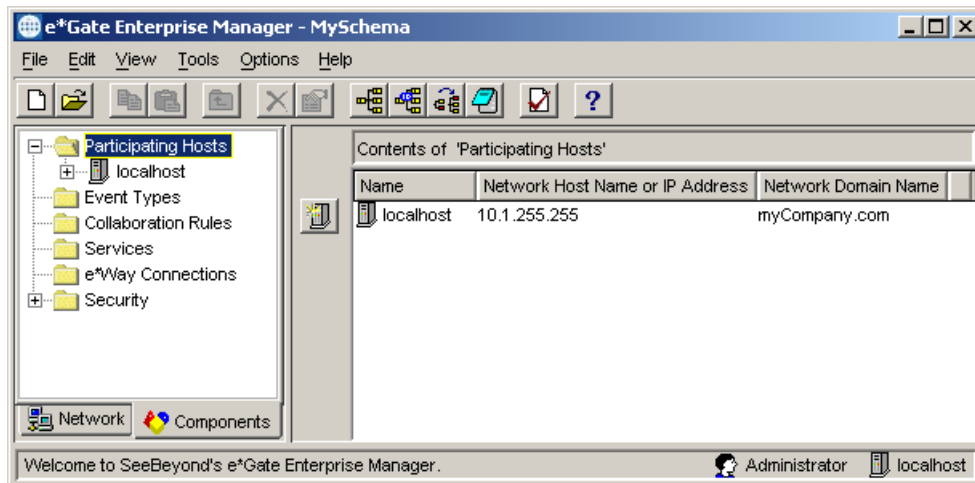 e*Gate Enterprise Manager - MySchema
File Edit View Tools Options Help
Participating Hosts
localhost
Event Types
Collaboration Rules
Services
e*Way Connections
Security
Network Components
Contents of 'Participating Hosts'
Name Network Host Name or IP Address Network Domain Name
localhost 10.1.255.255 myCompany.com
Welcome to SeeBeyond's e*Gate Enterprise Manager. Administrator localhost